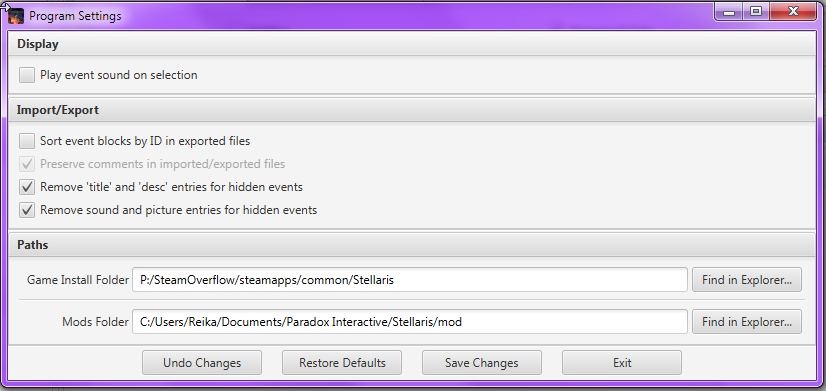 Program Settings
Display
Play event sound on selection
Import/Export
Sort event blocks by ID in exported files
Preserve comments in imported/exported files
Remove 'title' and 'desc' entries for hidden events
Remove sound and picture entries for hidden events
Paths
Game Install Folder P:/SteamOverflow/steamapps/common/Stellaris Find in Explorer...
Mods Folder C:/Users/Reika/Documents/Paradox Interactive/Stellaris/mod Find in Explorer...
Undo Changes Restore Defaults Save Changes Exit